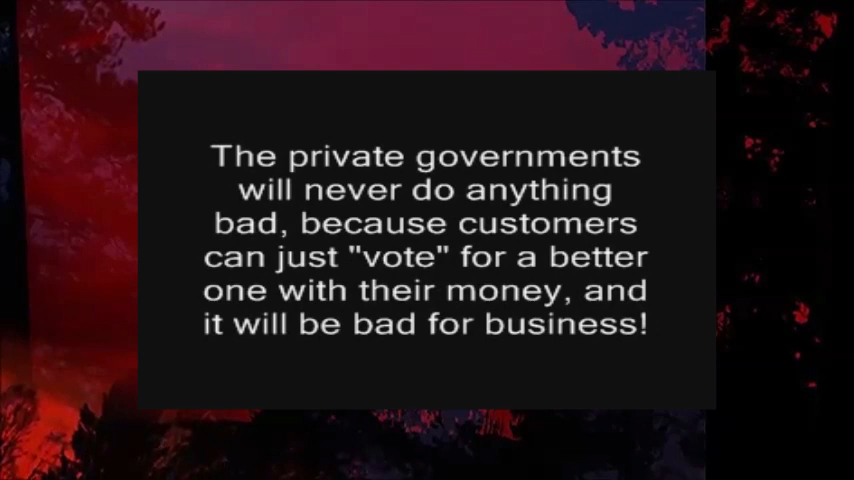 The private governments
will never do anything
bad, because customers
can just "vote" for a better
one with their money, and
it will be bad for business!